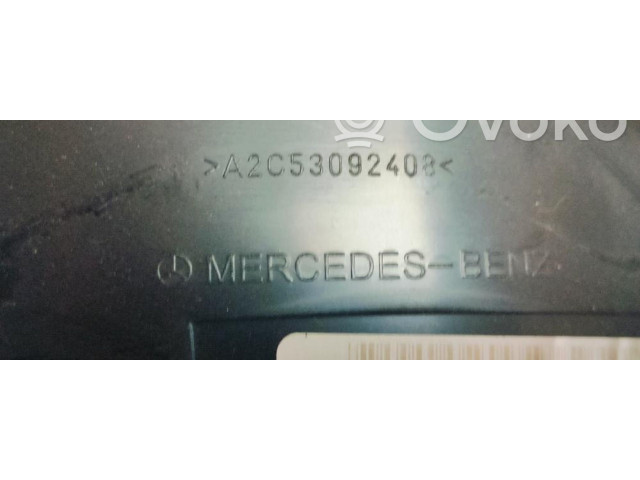 Ovoko
>A2C53092408<
MERCEDES-BENZ